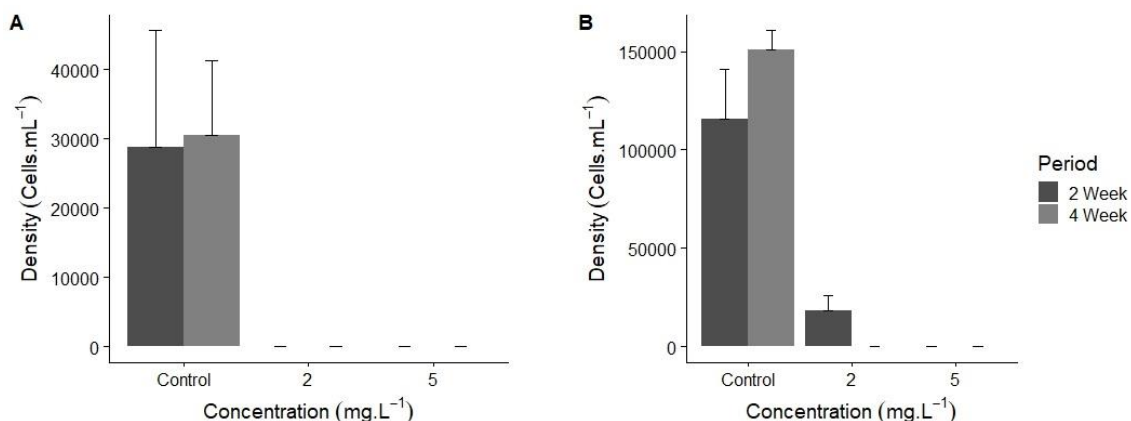 A
Density (Cells.mL⁻¹)
40000
30000
20000
10000
0
Control
2
5
Concentration (mg.L⁻¹)
B
Density (Cells.mL⁻¹)
150000
100000
50000
0
Control
2
5
Concentration (mg.L⁻¹)
Period
2 Week
4 Week